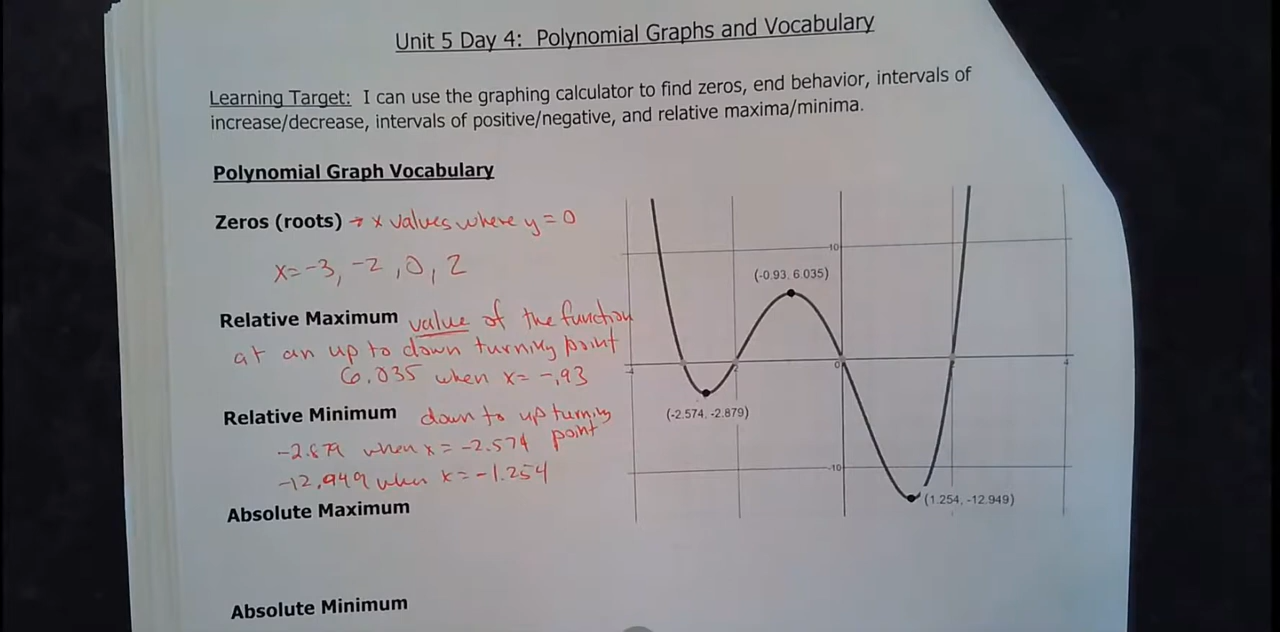 Unit 5 Day 4: Polynomial Graphs and Vocabulary
Learning Target: I can use the graphing calculator to find zeros, end behavior, intervals of
increase/decrease, intervals of positive/negative, and relative maxima/minima.
Polynomial Graph Vocabulary
Zeros (roots) → x values where y = 0
x = -3, -2, 0, 2
Relative Maximum value of the function
at an up to down turning point
6.035 when x = -.93
Relative Minimum down to up turning
point
-2.879 when x = -2.574
-12.949 when x = -1.254
Absolute Maximum
Absolute Minimum
10
(-0.93, 6.035)
-4
0
4
(-2.574, -2.879)
-10
(1.254, -12.949)